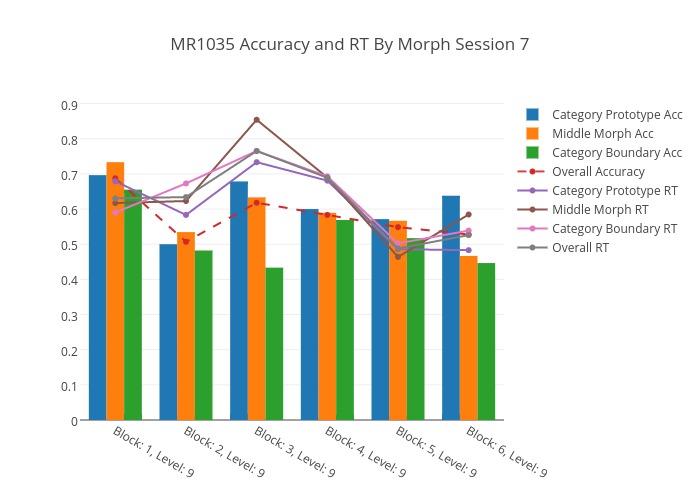 MR1035 Accuracy and RT By Morph Session 7
0.9
0.8
0.7
0.6
0.5
0.4
0.3
0.2
0.1
0
Block: 1, Level: 9
Block: 2, Level: 9
Block: 3, Level: 9
Block: 4, Level: 9
Block: 5, Level: 9
Block: 6, Level: 9
Category Prototype Acc
Middle Morph Acc
Category Boundary Acc
Overall Accuracy
Category Prototype RT
Middle Morph RT
Category Boundary RT
Overall RT